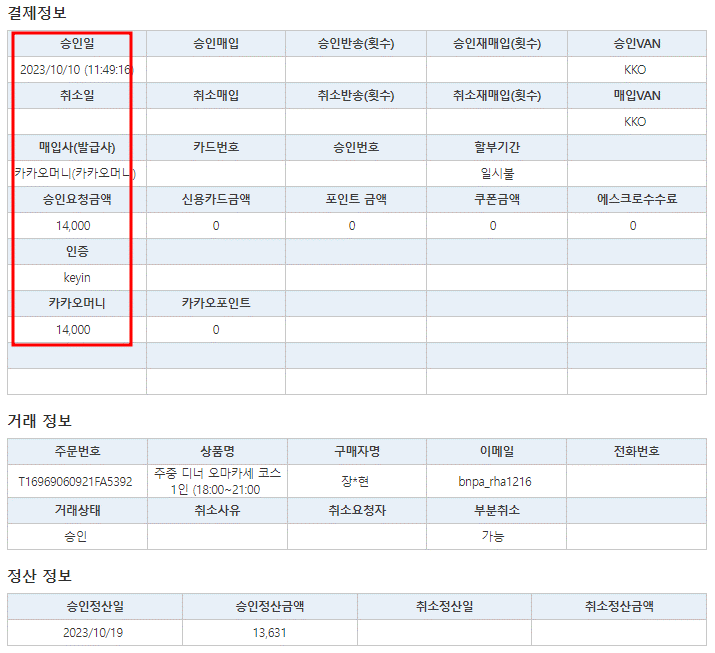 결제정보
승인일 승인매입 승인반송(횟수) 승인재매입(횟수) 승인VAN
2023/10/10 (11:49:16) KKO
취소일 취소매입 취소반송(횟수) 취소재매입(횟수) 매입VAN
KKO
매입사(발급사) 카드번호 승인번호 할부기간
카카오머니(카카오머니) 일시불
승인요청금액 신용카드금액 포인트 금액 쿠폰금액 에스크로수수료
14,000 0 0 0 0
인증
keyin
카카오머니 카카오포인트
14,000 0
거래 정보
주문번호 상품명 구매자명 이메일 전화번호
T16969060921FA5392 주중 디너 오마카세 코스 장*현 bnpa_rha1216
1인 (18:00~21:00
거래상태 취소사유 취소요청자 부분취소
승인 가능
정산 정보
승인정산일 승인정산금액 취소정산일 취소정산금액
2023/10/19 13,631